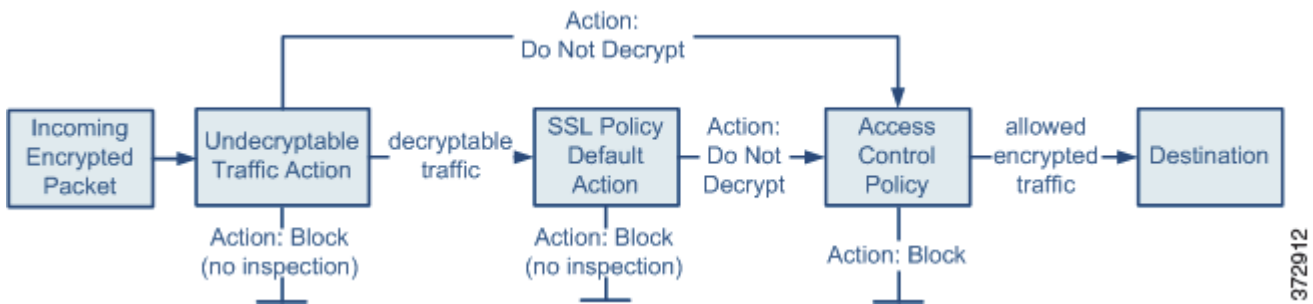 Action:
Do Not Decrypt
Incoming
Encrypted
Packet
Undecryptable
Traffic Action
decryptable
traffic
SSL Policy
Default
Action
Action:
Do Not
Decrypt
Access
Control
Policy
allowed
encrypted
traffic
Destination
Action: Block
(no inspection)
Action: Block
(no inspection)
Action: Block
372912